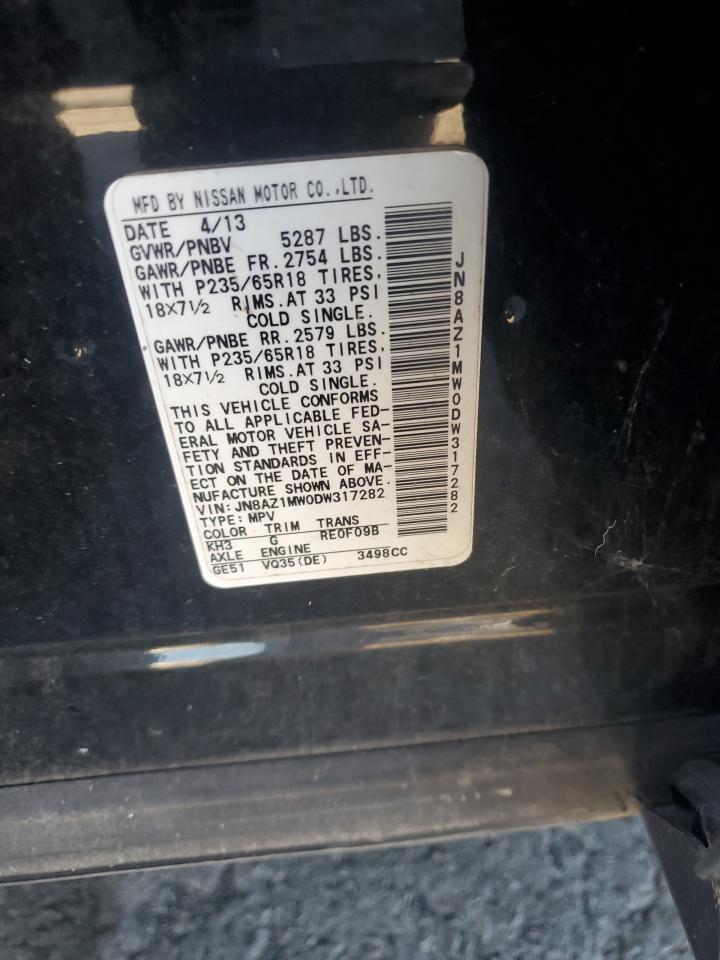 MFD BY NISSAN MOTOR CO.,LTD.
DATE 4/13
GVWR/PNBV 5287 LBS.
GAWR/PNBE FR. 2754 LBS.
WITH P235/65R18 TIRES,
18X7½ RIMS. AT 33 PSI
COLD SINGLE.
GAWR/PNBE RR. 2579 LBS.
WITH P235/65R18 TIRES,
18X7½ RIMS. AT 33 PSI
COLD SINGLE.
THIS VEHICLE CONFORMS
TO ALL APPLICABLE FED-
ERAL MOTOR VEHICLE SA-
FETY AND THEFT PREVEN-
TION STANDARDS IN EFF-
ECT ON THE DATE OF MA-
NUFACTURE SHOWN ABOVE.
VIN: JN8AZ1MW0DW317282
TYPE: MPV
COLOR TRIM TRANS
KH3 G RE0F09B
AXLE ENGINE
GE51 VQ35(DE) 3498CC
JN8AZ1MW0DW317282